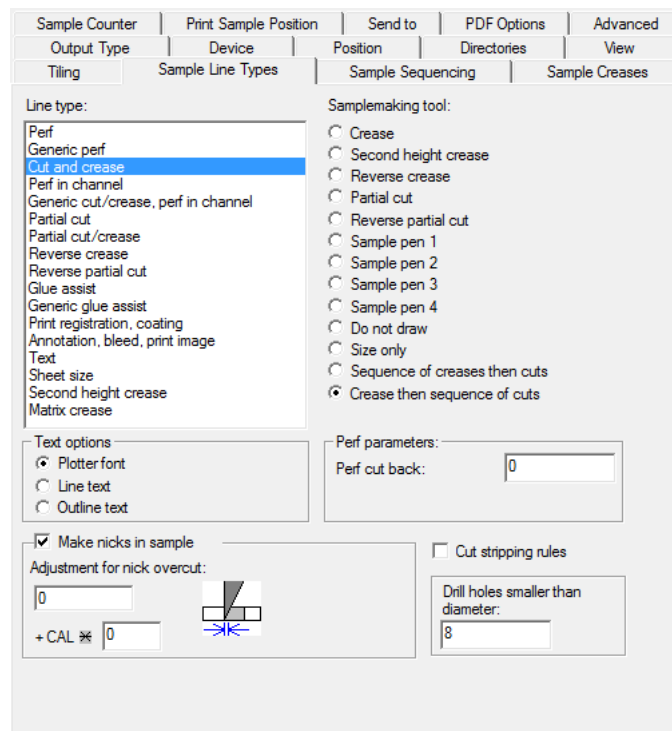 Sample Counter Print Sample Position Send to PDF Options Advanced
Output Type Device Position Directories View
Tiling Sample Line Types Sample Sequencing Sample Creases
Line type:
Perf
Generic perf
Cut and crease
Perf in channel
Generic cut/crease, perf in channel
Partial cut
Partial cut/crease
Reverse crease
Reverse partial cut
Glue assist
Generic glue assist
Print registration, coating
Annotation, bleed, print image
Text
Sheet size
Second height crease
Matrix crease
Samplemaking tool:
Crease
Second height crease
Reverse crease
Partial cut
Reverse partial cut
Sample pen 1
Sample pen 2
Sample pen 3
Sample pen 4
Do not draw
Size only
Sequence of creases then cuts
Crease then sequence of cuts
Text options
Plotter font
Line text
Outline text
Perf parameters:
Perf cut back: 0
Make nicks in sample
Adjustment for nick overcut:
0
+ CAL ⁎ 0
Cut stripping rules
Drill holes smaller than
diameter:
8